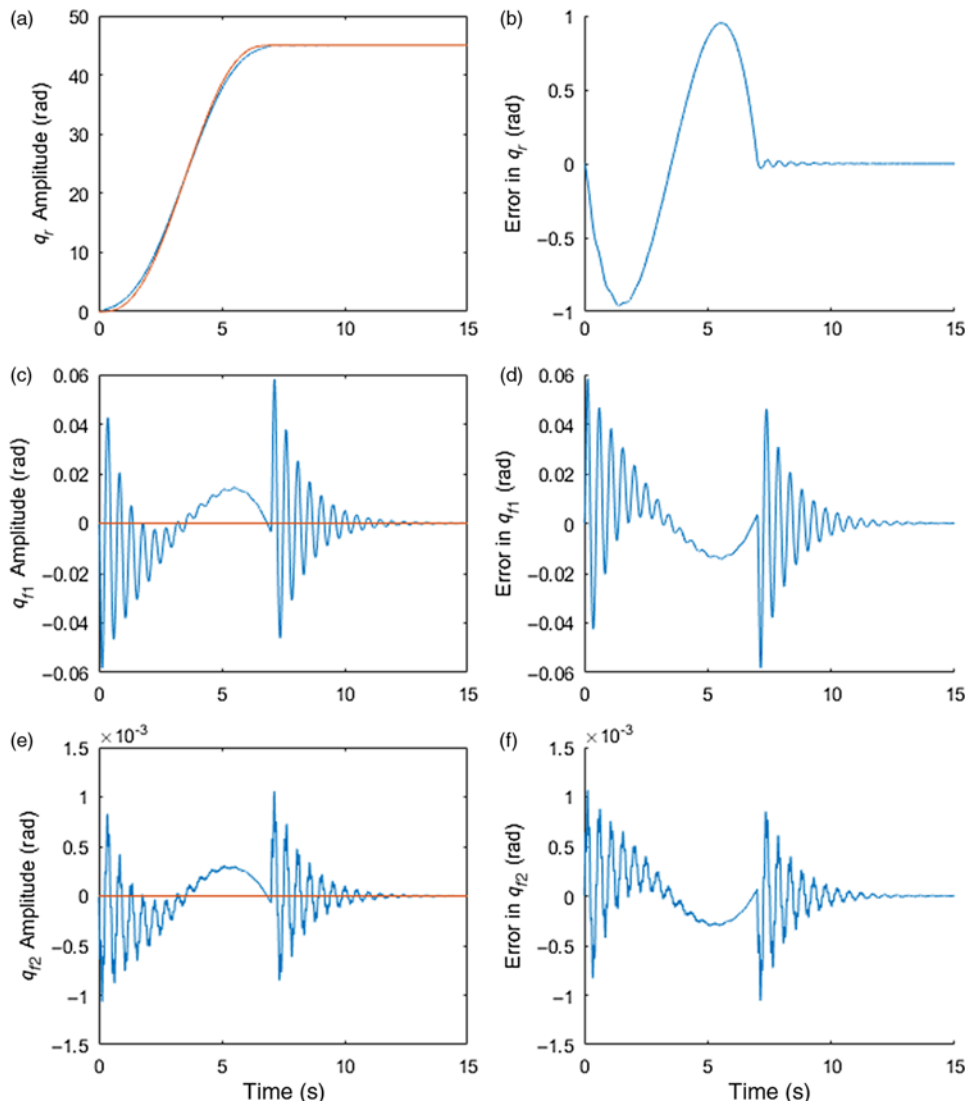 (a)
50
40
30
20
10
0
0 5 10 15
q_r Amplitude (rad)
(b)
1
0.5
0
−0.5
−1
0 5 10 15
Error in q_r (rad)
(c)
0.06
0.04
0.02
0
−0.02
−0.04
−0.06
0 5 10 15
q_f1 Amplitude (rad)
(d)
0.06
0.04
0.02
0
−0.02
−0.04
−0.06
0 5 10 15
Error in q_f1 (rad)
(e)
× 10^-3
1.5
1
0.5
0
−0.5
−1
−1.5
0 5 10 15
q_f2 Amplitude (rad)
Time (s)
(f)
× 10^-3
1.5
1
0.5
0
−0.5
−1
−1.5
0 5 10 15
Error in q_f2 (rad)
Time (s)